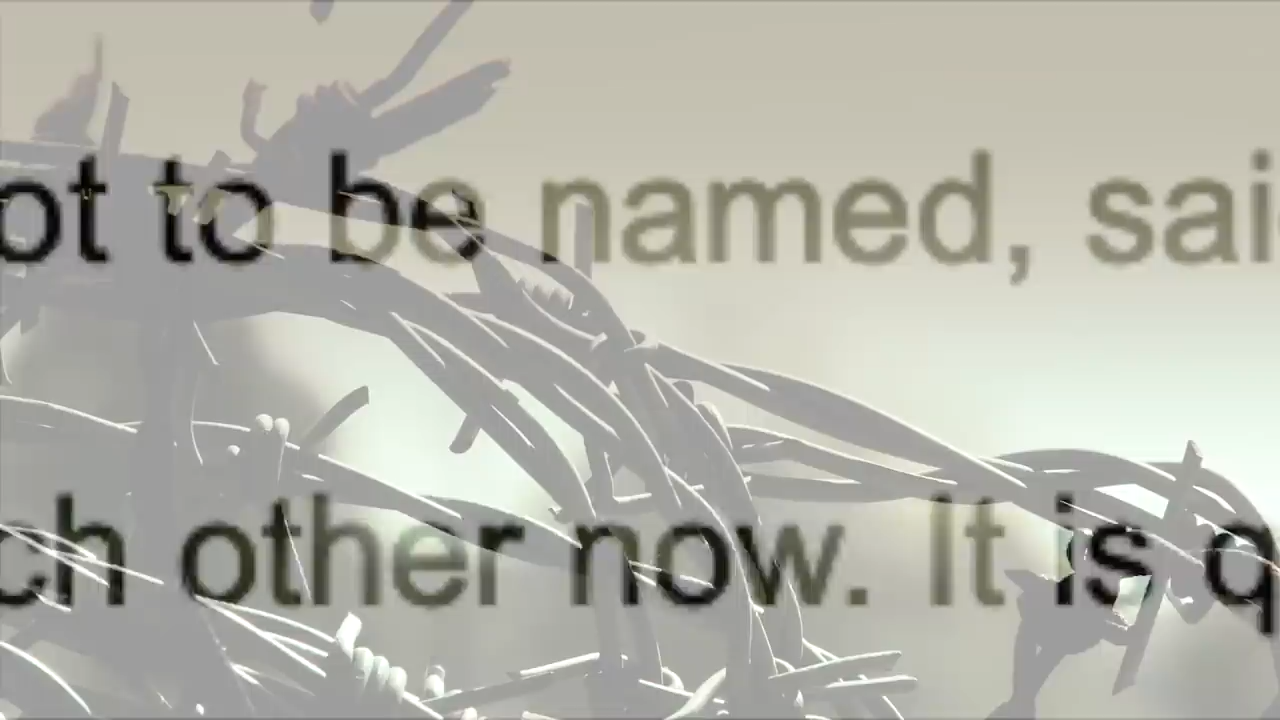 ot to be named, sai
ch other now. It is q